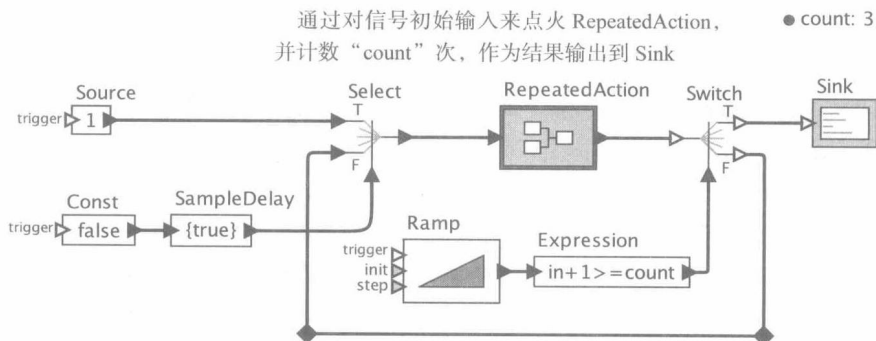 通过对信号初始输入来点火 RepeatedAction，
并计数“count”次，作为结果输出到 Sink
count: 3
Source
trigger
1
Select
T
F
RepeatedAction
Switch
T
F
Sink
Const
trigger
false
SampleDelay
{true}
Ramp
trigger
init
step
Expression
in+1>=count